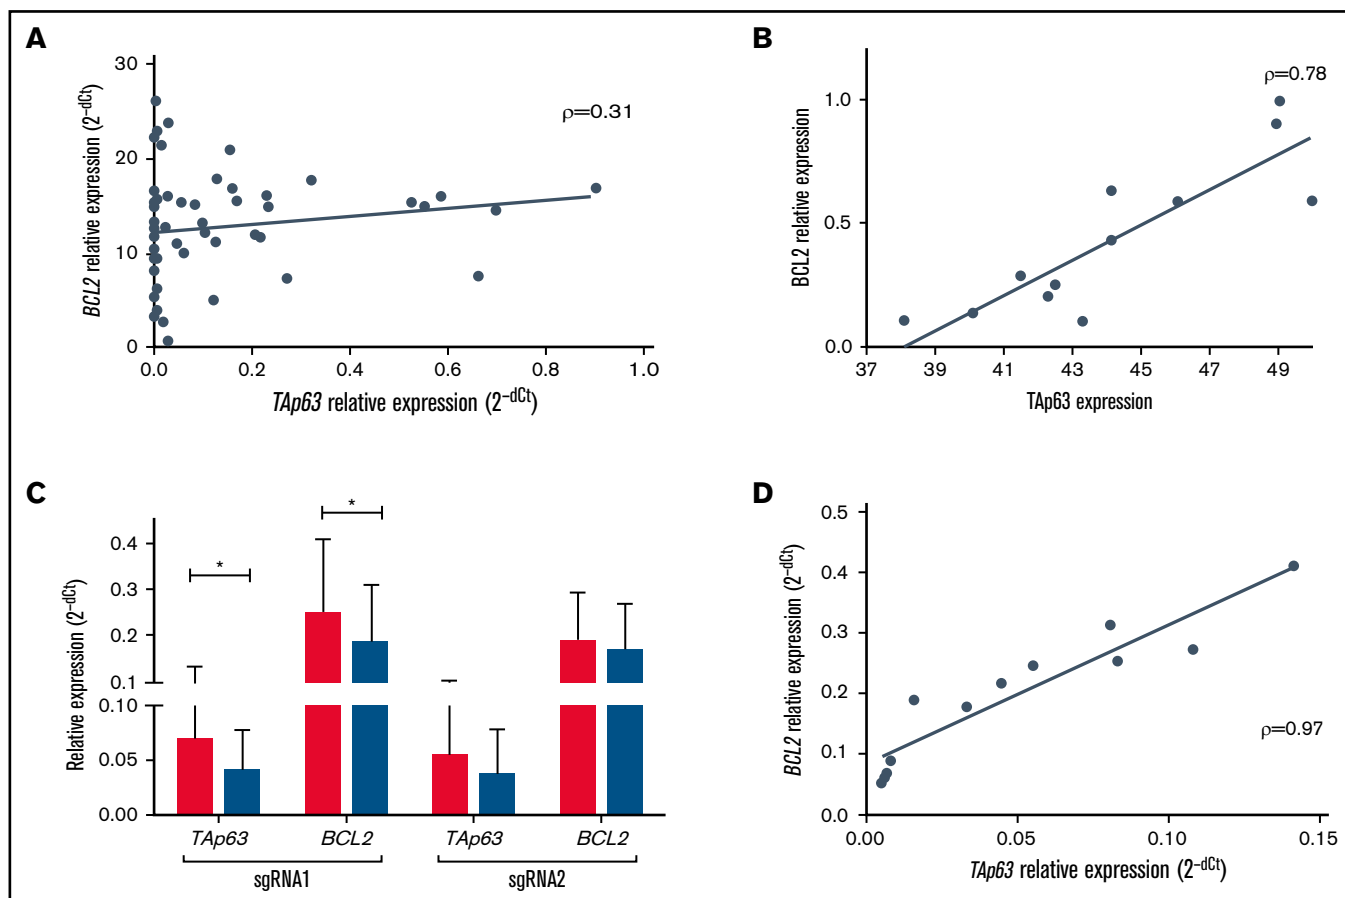 A
30
20
10
0
BCL2 relative expression (2–dCt)
ρ=0.31
0.0 0.2 0.4 0.6 0.8 1.0
TAp63 relative expression (2–dCt)
B
1.0
0.5
0.0
BCL2 relative expression
ρ=0.78
37 39 41 43 45 47 49
TAp63 expression
C
0.4
0.3
0.2
0.1
0.10
0.05
0.00
Relative expression (2–dCt)
*
*
TAp63 BCL2 TAp63 BCL2
sgRNA1 sgRNA2
D
0.5
0.4
0.3
0.2
0.1
0.0
BCL2 relative expression (2–dCt)
ρ=0.97
0.00 0.05 0.10 0.15
TAp63 relative expression (2–dCt)